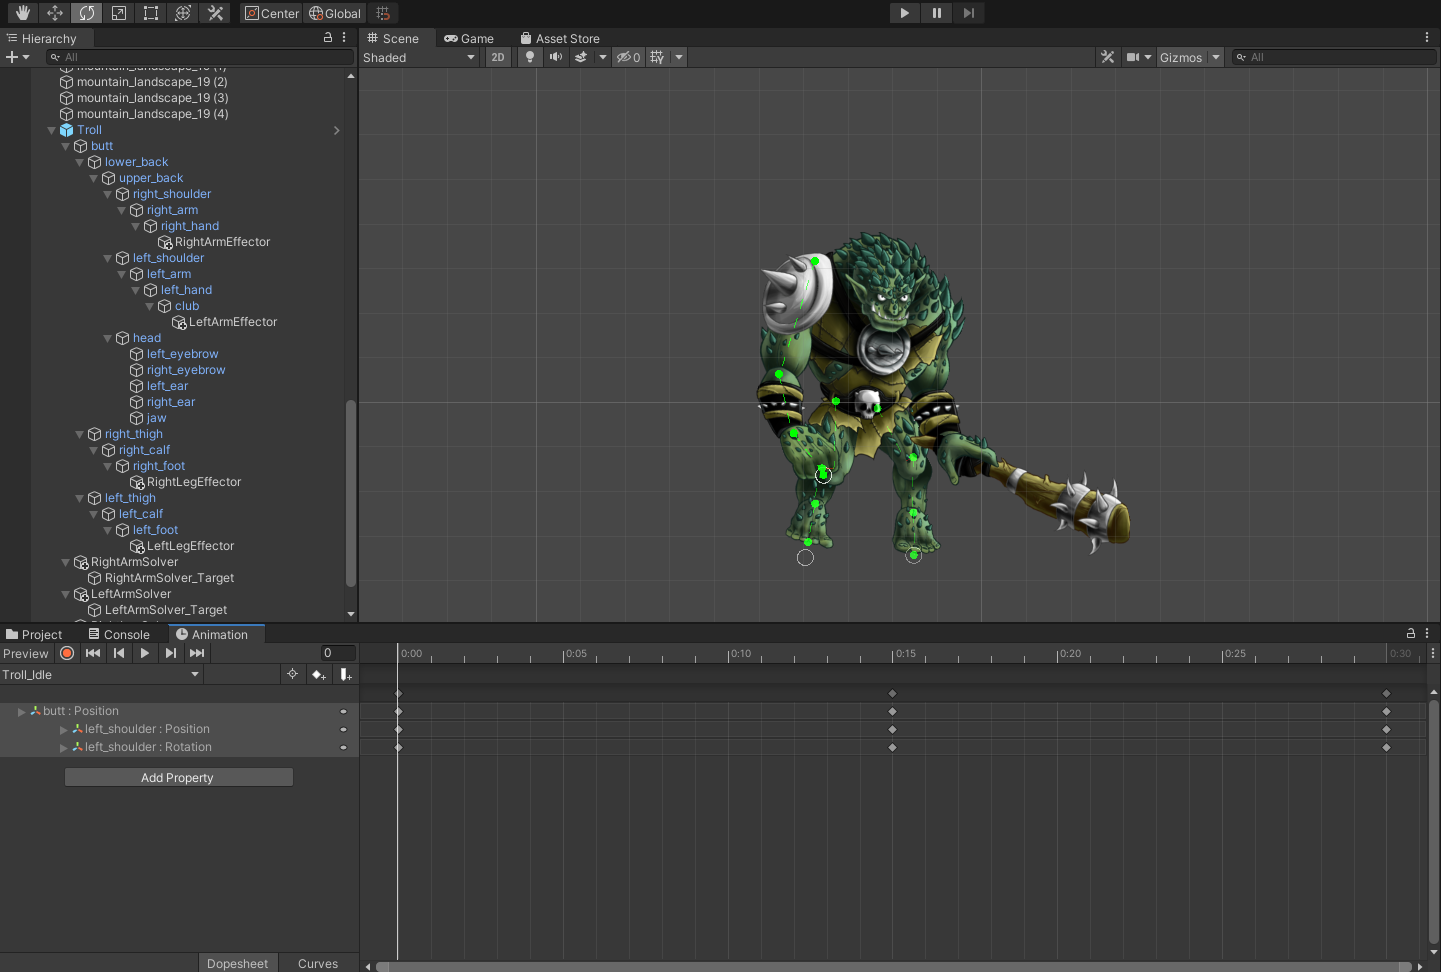 Center Global
Hierarchy
All
mountain_landscape_19 (1)
mountain_landscape_19 (2)
mountain_landscape_19 (3)
mountain_landscape_19 (4)
Troll
butt
lower_back
upper_back
right_shoulder
right_arm
right_hand
RightArmEffector
left_shoulder
left_arm
left_hand
club
LeftArmEffector
head
left_eyebrow
right_eyebrow
left_ear
right_ear
jaw
right_thigh
right_calf
right_foot
RightLegEffector
left_thigh
left_calf
left_foot
LeftLegEffector
RightArmSolver
RightArmSolver_Target
LeftArmSolver
LeftArmSolver_Target
Scene Game Asset Store
Shaded 2D 0 Gizmos All
Project Console Animation
Preview 0 0:00 0:05 0:10 0:15 0:20 0:25 0:30
Troll_Idle
butt : Position
left_shoulder : Position
left_shoulder : Rotation
Add Property
Dopesheet Curves